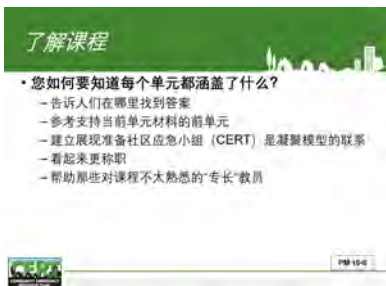 了解课程
• 您如何要知道每个单元都涵盖了什么?
– 告诉人们在哪里找到答案
– 参考支持当前单元材料的前单元
– 建立展现准备社区应急小组（CERT）是凝聚模型的联系
– 看起来更称职
– 帮助那些对课程不太熟悉的“专长”教员
CERT